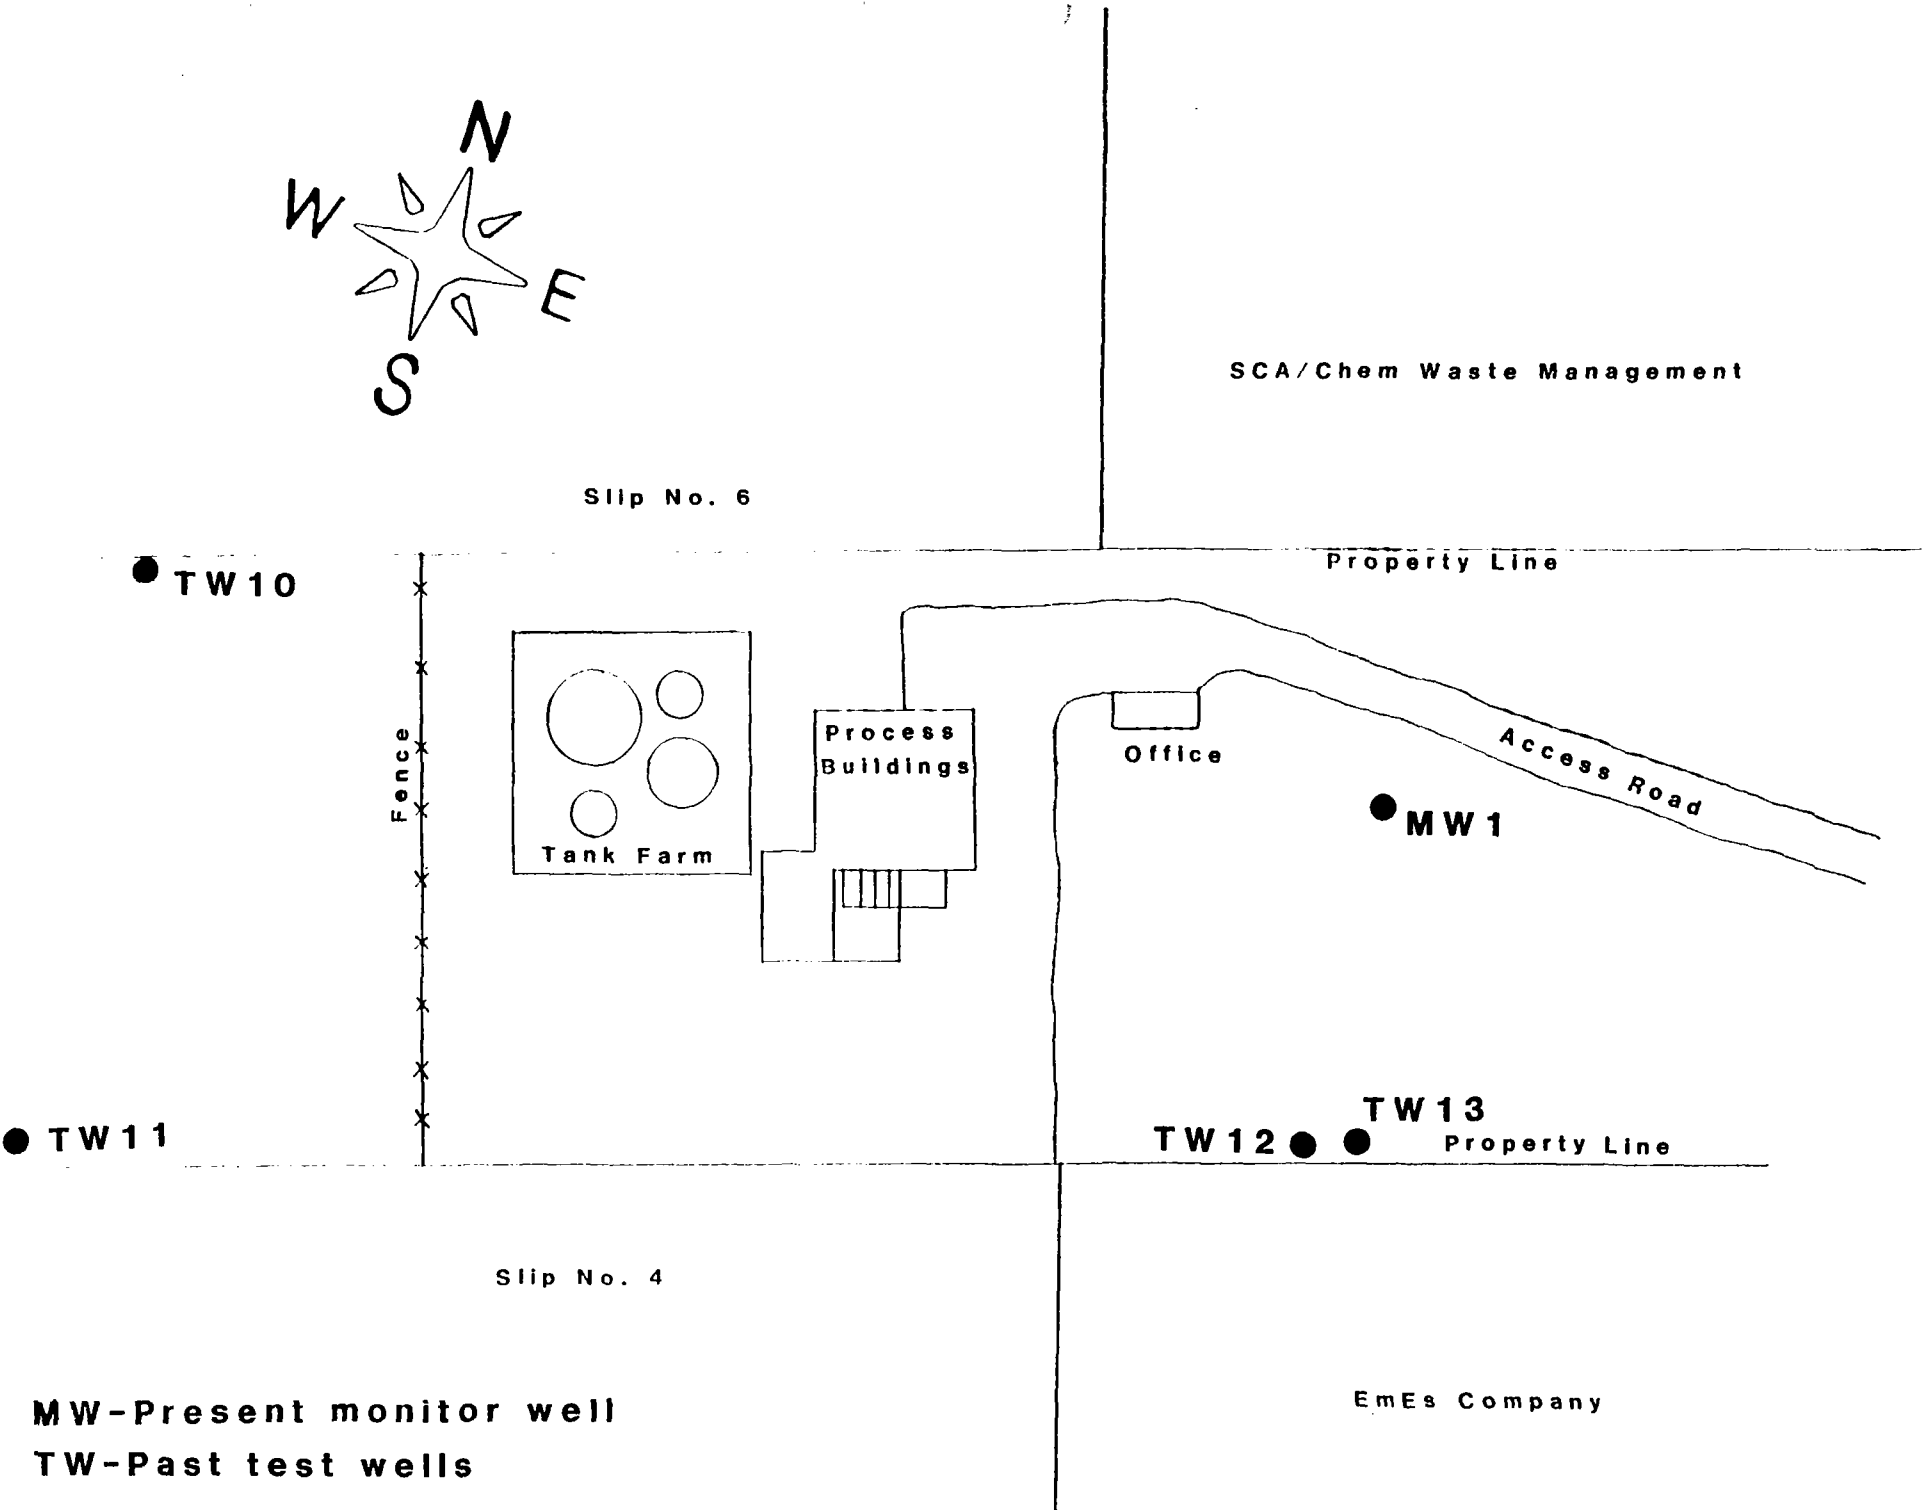 N
W
E
S
SCA/Chem Waste Management
Slip No. 6
Property Line
TW10
Process
Buildings
Fence
Office
Access Road
MW1
Tank Farm
TW13
TW12
Property Line
TW11
Slip No. 4
EmEs Company
MW-Present monitor well
TW-Past test wells